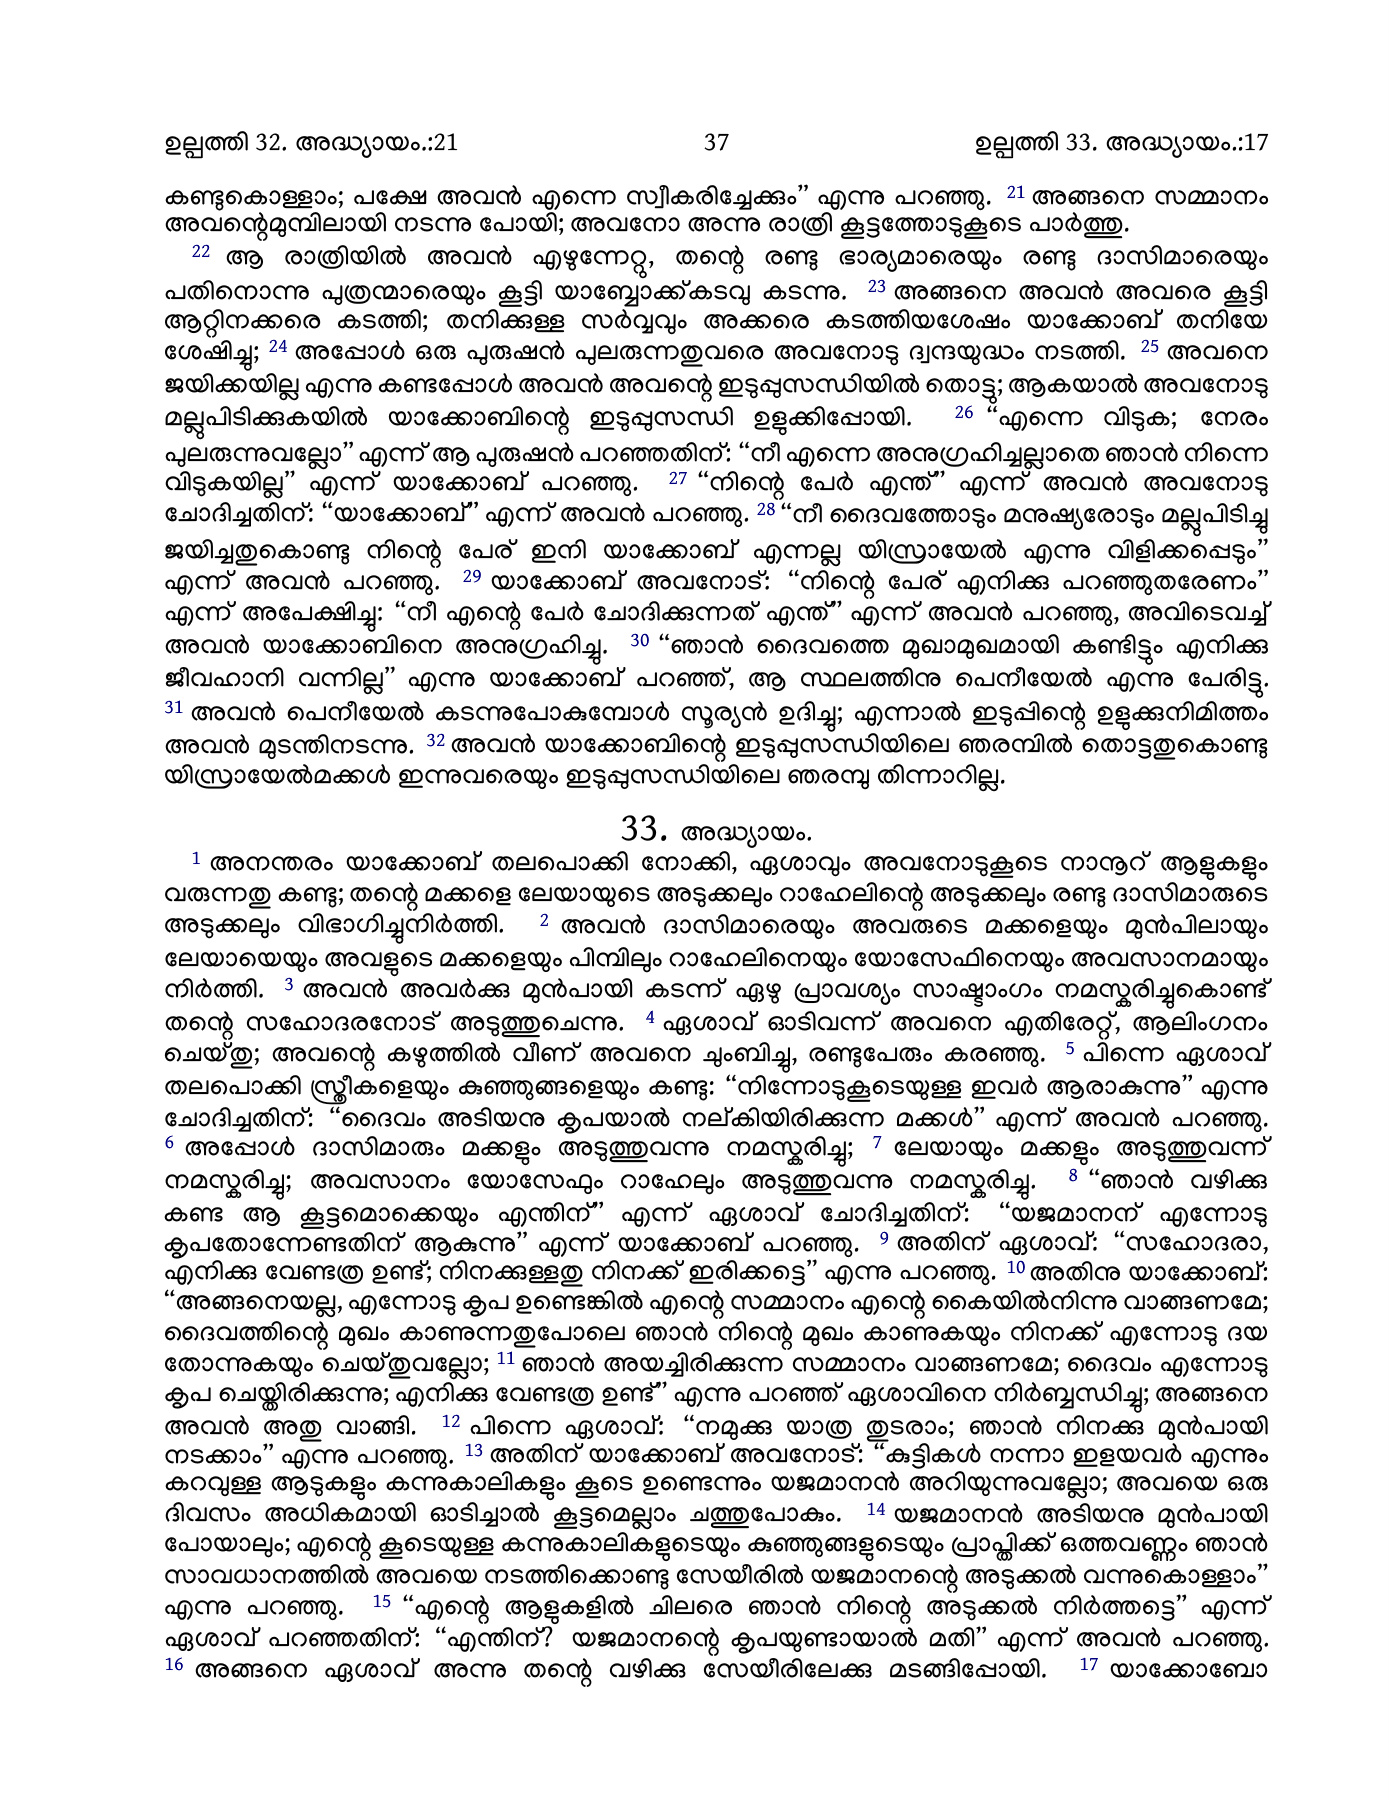 ഉല്പത്തി 32. അദ്ധ്യായം.:21 37 ഉല്പത്തി 33. അദ്ധ്യായം.:17
കണ്ടുകൊള്ളാം; പക്ഷേ അവൻ എന്നെ സ്വീകരിച്ചേക്കും” എന്നു പറഞ്ഞു. 21 അങ്ങനെ സമ്മാനം
അവന്റെമുമ്പിലായി നടന്നു പോയി; അവനോ അന്നു രാത്രി കൂട്ടത്തോടുകൂടെ പാർത്തു.
22 ആ രാത്രിയിൽ അവൻ എഴുന്നേറ്റു, തന്റെ രണ്ടു ഭാര്യമാരെയും രണ്ടു ദാസിമാരെയും
പതിനൊന്നു പുത്രന്മാരെയും കൂട്ടി യാബ്ബോക്ക്കടവു കടന്നു. 23 അങ്ങനെ അവൻ അവരെ കൂട്ടി
ആറ്റിനക്കരെ കടത്തി; തനിക്കുള്ള സർവ്വവും അക്കരെ കടത്തിയശേഷം യാക്കോബ് തനിയേ
ശേഷിച്ചു; 24 അപ്പോൾ ഒരു പുരുഷൻ പുലരുന്നതുവരെ അവനോടു ദ്വന്ദയുദ്ധം നടത്തി. 25 അവനെ
ജയിക്കയില്ല എന്നു കണ്ടപ്പോൾ അവൻ അവന്റെ ഇടുപ്പുസന്ധിയിൽ തൊട്ടു; ആകയാൽ അവനോടു
മല്ലുപിടിക്കുകയിൽ യാക്കോബിന്റെ ഇടുപ്പുസന്ധി ഉളുക്കിപ്പോയി. 26 “എന്നെ വിടുക; നേരം
പുലരുന്നുവല്ലോ” എന്ന് ആ പുരുഷൻ പറഞ്ഞതിന്: “നീ എന്നെ അനുഗ്രഹിച്ചല്ലാതെ ഞാൻ നിന്നെ
വിടുകയില്ല” എന്ന് യാക്കോബ് പറഞ്ഞു. 27 “നിന്റെ പേർ എന്ത്” എന്ന് അവൻ അവനോടു
ചോദിച്ചതിന്: “യാക്കോബ്” എന്ന് അവൻ പറഞ്ഞു. 28 “നീ ദൈവത്തോടും മനുഷ്യരോടും മല്ലുപിടിച്ചു
ജയിച്ചതുകൊണ്ടു നിന്റെ പേര് ഇനി യാക്കോബ് എന്നല്ല യിസ്രായേൽ എന്നു വിളിക്കപ്പെടും”
എന്ന് അവൻ പറഞ്ഞു. 29 യാക്കോബ് അവനോട്: “നിന്റെ പേര് എനിക്കു പറഞ്ഞുതരേണം”
എന്ന് അപേക്ഷിച്ചു: “നീ എന്റെ പേർ ചോദിക്കുന്നത് എന്ത്” എന്ന് അവൻ പറഞ്ഞു, അവിടെവച്ച്
അവൻ യാക്കോബിനെ അനുഗ്രഹിച്ചു. 30 “ഞാൻ ദൈവത്തെ മുഖാമുഖമായി കണ്ടിട്ടും എനിക്കു
ജീവഹാനി വന്നില്ല” എന്നു യാക്കോബ് പറഞ്ഞ്, ആ സ്ഥലത്തിനു പെനീയേൽ എന്നു പേരിട്ടു.
31 അവൻ പെനീയേൽ കടന്നുപോകുമ്പോൾ സൂര്യൻ ഉദിച്ചു; എന്നാൽ ഇടുപ്പിന്റെ ഉളുക്കുനിമിത്തം
അവൻ മുടന്തിനടന്നു. 32 അവൻ യാക്കോബിന്റെ ഇടുപ്പുസന്ധിയിലെ ഞരമ്പിൽ തൊട്ടതുകൊണ്ടു
യിസ്രായേൽമക്കൾ ഇന്നുവരെയും ഇടുപ്പുസന്ധിയിലെ ഞരമ്പു തിന്നാറില്ല.
33. അദ്ധ്യായം.
1 അനന്തരം യാക്കോബ് തലപൊക്കി നോക്കി, ഏശാവും അവനോടുകൂടെ നാനൂറ് ആളുകളും
വരുന്നതു കണ്ടു; തന്റെ മക്കളെ ലേയായുടെ അടുക്കലും റാഹേലിന്റെ അടുക്കലും രണ്ടു ദാസിമാരുടെ
അടുക്കലും വിഭാഗിച്ചുനിർത്തി. 2 അവൻ ദാസിമാരെയും അവരുടെ മക്കളെയും മുൻപിലായും
ലേയായെയും അവളുടെ മക്കളെയും പിമ്പിലും റാഹേലിനെയും യോസേഫിനെയും അവസാനമായും
നിർത്തി. 3 അവൻ അവർക്കു മുൻപായി കടന്ന് ഏഴു പ്രാവശ്യം സാഷ്ടാംഗം നമസ്കരിച്ചുകൊണ്ട്
തന്റെ സഹോദരനോട് അടുത്തുചെന്നു. 4 ഏശാവ് ഓടിവന്ന് അവനെ എതിരേറ്റ്, ആലിംഗനം
ചെയ്തു; അവന്റെ കഴുത്തിൽ വീണ് അവനെ ചുംബിച്ചു, രണ്ടുപേരും കരഞ്ഞു. 5 പിന്നെ ഏശാവ്
തലപൊക്കി സ്ത്രീകളെയും കുഞ്ഞുങ്ങളെയും കണ്ടു: “നിന്നോടുകൂടെയുള്ള ഇവർ ആരാകുന്നു” എന്നു
ചോദിച്ചതിന്: “ദൈവം അടിയനു കൃപയാൽ നല്കിയിരിക്കുന്ന മക്കൾ” എന്ന് അവൻ പറഞ്ഞു.
6 അപ്പോൾ ദാസിമാരും മക്കളും അടുത്തുവന്നു നമസ്കരിച്ചു; 7 ലേയായും മക്കളും അടുത്തുവന്ന്
നമസ്കരിച്ചു; അവസാനം യോസേഫും റാഹേലും അടുത്തുവന്നു നമസ്കരിച്ചു. 8 “ഞാൻ വഴിക്കു
കണ്ട ആ കൂട്ടമൊക്കെയും എന്തിന്” എന്ന് ഏശാവ് ചോദിച്ചതിന്: “യജമാനന് എന്നോടു
കൃപതോന്നേണ്ടതിന് ആകുന്നു” എന്ന് യാക്കോബ് പറഞ്ഞു. 9 അതിന് ഏശാവ്: “സഹോദരാ,
എനിക്കു വേണ്ടത്ര ഉണ്ട്; നിനക്കുള്ളതു നിനക്ക് ഇരിക്കട്ടെ” എന്നു പറഞ്ഞു. 10 അതിനു യാക്കോബ്:
“അങ്ങനെയല്ല, എന്നോടു കൃപ ഉണ്ടെങ്കിൽ എന്റെ സമ്മാനം എന്റെ കൈയിൽനിന്നു വാങ്ങണമേ;
ദൈവത്തിന്റെ മുഖം കാണുന്നതുപോലെ ഞാൻ നിന്റെ മുഖം കാണുകയും നിനക്ക് എന്നോടു ദയ
തോന്നുകയും ചെയ്തുവല്ലോ; 11 ഞാൻ അയച്ചിരിക്കുന്ന സമ്മാനം വാങ്ങണമേ; ദൈവം എന്നോടു
കൃപ ചെയ്തിരിക്കുന്നു; എനിക്കു വേണ്ടത്ര ഉണ്ട്” എന്നു പറഞ്ഞ് ഏശാവിനെ നിർബ്ബന്ധിച്ചു; അങ്ങനെ
അവൻ അതു വാങ്ങി. 12 പിന്നെ ഏശാവ്: “നമുക്കു യാത്ര തുടരാം; ഞാൻ നിനക്കു മുൻപായി
നടക്കാം” എന്നു പറഞ്ഞു. 13 അതിന് യാക്കോബ് അവനോട്: “കുട്ടികൾ നന്നാ ഇളയവർ എന്നും
കറവുള്ള ആടുകളും കന്നുകാലികളും കൂടെ ഉണ്ടെന്നും യജമാനൻ അറിയുന്നുവല്ലോ; അവയെ ഒരു
ദിവസം അധികമായി ഓടിച്ചാൽ കൂട്ടമെല്ലാം ചത്തുപോകും. 14 യജമാനൻ അടിയനു മുൻപായി
പോയാലും; എന്റെ കൂടെയുള്ള കന്നുകാലികളുടെയും കുഞ്ഞുങ്ങളുടെയും പ്രാപ്തിക്ക് ഒത്തവണ്ണം ഞാൻ
സാവധാനത്തിൽ അവയെ നടത്തിക്കൊണ്ടു സേയീരിൽ യജമാനന്റെ അടുക്കൽ വന്നുകൊള്ളാം”
എന്നു പറഞ്ഞു. 15 “എന്റെ ആളുകളിൽ ചിലരെ ഞാൻ നിന്റെ അടുക്കൽ നിർത്തട്ടെ” എന്ന്
ഏശാവ് പറഞ്ഞതിന്: “എന്തിന്? യജമാനന്റെ കൃപയുണ്ടായാൽ മതി” എന്ന് അവൻ പറഞ്ഞു.
16 അങ്ങനെ ഏശാവ് അന്നു തന്റെ വഴിക്കു സേയീരിലേക്കു മടങ്ങിപ്പോയി. 17 യാക്കോബോ